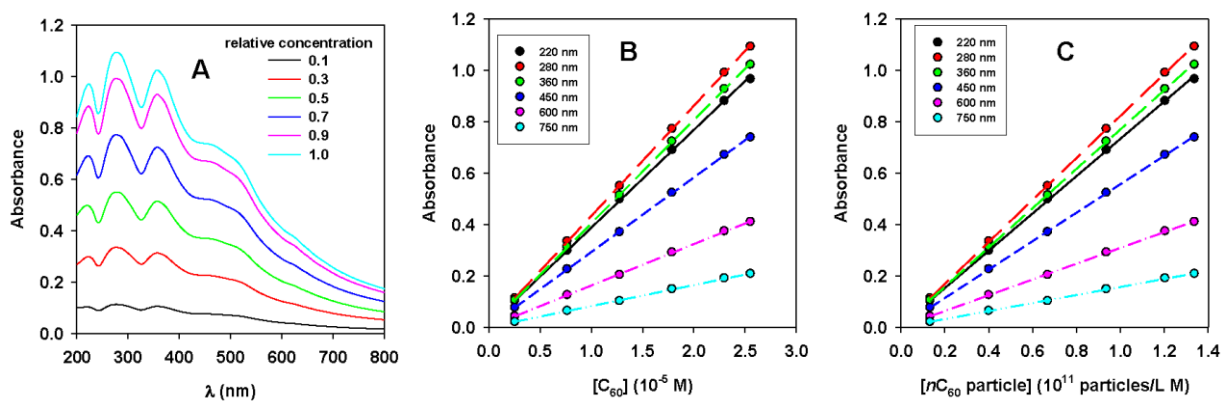 1.2
1.0
0.8
0.6
0.4
0.2
0.0
Absorbance
A
relative concentration
0.1
0.3
0.5
0.7
0.9
1.0
200 300 400 500 600 700 800
λ (nm)
1.2
1.0
0.8
0.6
0.4
0.2
0.0
Absorbance
B
220 nm
280 nm
360 nm
450 nm
600 nm
750 nm
0.0 0.5 1.0 1.5 2.0 2.5 3.0
[C₆₀] (10⁻⁵ M)
1.2
1.0
0.8
0.6
0.4
0.2
0.0
Absorbance
C
220 nm
280 nm
360 nm
450 nm
600 nm
750 nm
0.0 0.2 0.4 0.6 0.8 1.0 1.2 1.4
[nC₆₀ particle] (10¹¹ particles/L M)